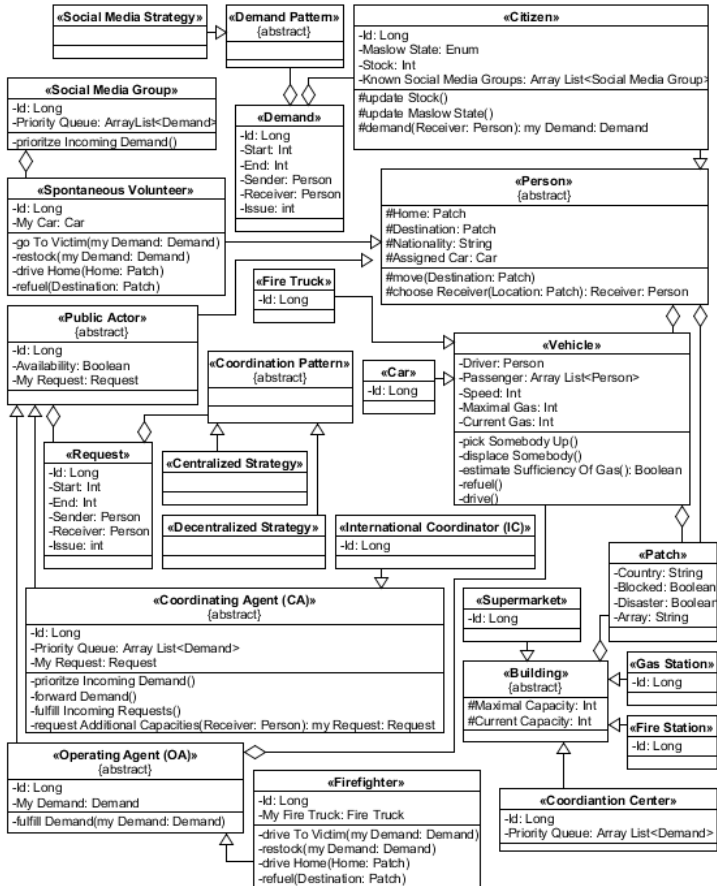 «Social Media Strategy»
«Demand Pattern»
{abstract}
«Citizen»
-Id: Long
-Maslow State: Enum
-Stock: Int
-Known Social Media Groups: Array List<Social Media Group>
#update Stock()
#update Maslow State()
#demand(Receiver: Person): my Demand: Demand
«Social Media Group»
-Id: Long
-Priority Queue: ArrayList<Demand>
-prioritze Incoming Demand()
«Demand»
-Id: Long
-Start: Int
-End: Int
-Sender: Person
-Receiver: Person
-Issue: int
«Spontaneous Volunteer»
-Id: Long
-My Car: Car
-go To Victim(my Demand: Demand)
-restock(my Demand: Demand)
-drive Home(Home: Patch)
-refuel(Destination: Patch)
«Person»
{abstract}
#Home: Patch
#Destination: Patch
#Nationality: String
#Assigned Car: Car
#move(Destination: Patch)
#choose Receiver(Location: Patch): Receiver: Person
«Fire Truck»
-Id: Long
«Public Actor»
{abstract}
-Id: Long
-Availability: Boolean
-My Request: Request
«Coordination Pattern»
{abstract}
«Car»
-Id: Long
«Vehicle»
-Driver: Person
-Passenger: Array List<Person>
-Speed: Int
-Maximal Gas: Int
-Current Gas: Int
-pick Somebody Up()
-displace Somebody()
-estimate Sufficiency Of Gas(): Boolean
-refuel()
-drive()
«Request»
-Id: Long
-Start: Int
-End: Int
-Sender: Person
-Receiver: Person
-Issue: int
«Centralized Strategy»
«Decentralized Strategy»
«International Coordinator (IC)»
-Id: Long
«Patch»
-Country: String
-Blocked: Boolean
-Disaster: Boolean
-Array: String
«Coordinating Agent (CA)»
{abstract}
-Id: Long
-Priority Queue: Array List<Demand>
-My Request: Request
-prioritze Incoming Demand()
-forward Demand()
-fulfill Incoming Requests()
-request Additional Capacities(Receiver: Person): my Request: Request
«Supermarket»
-Id: Long
«Building»
{abstract}
#Maximal Capacity: Int
#Current Capacity: Int
«Gas Station»
-Id: Long
«Fire Station»
-Id: Long
«Operating Agent (OA)»
{abstract}
-Id: Long
-My Demand: Demand
-fulfill Demand(my Demand: Demand)
«Firefighter»
-Id: Long
-My Fire Truck: Fire Truck
-drive To Victim(my Demand: Demand)
-restock(my Demand: Demand)
-drive Home(Home: Patch)
-refuel(Destination: Patch)
«Coordiantion Center»
-Id: Long
-Priority Queue: Array List<Demand>